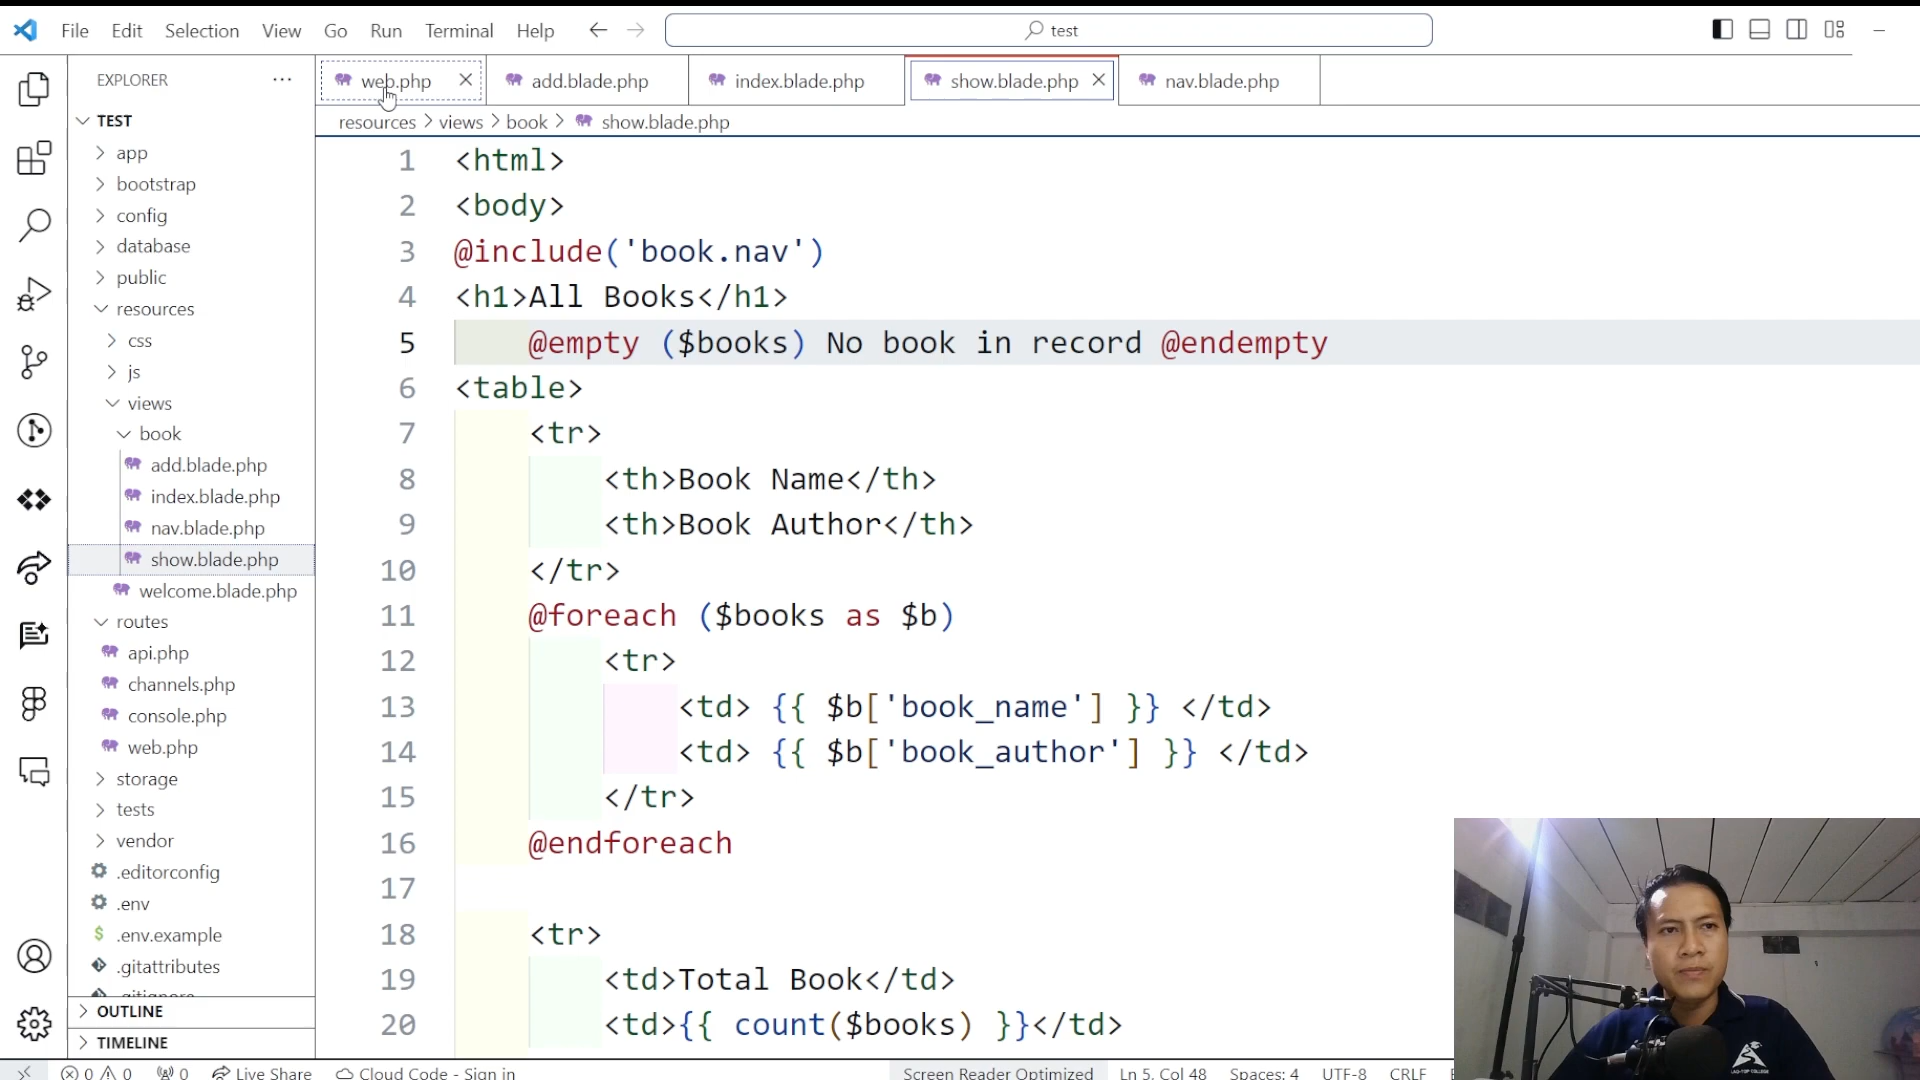 File Edit Selection View Go Run Terminal Help
test
EXPLORER
web.php
add.blade.php
index.blade.php
show.blade.php
nav.blade.php
resources > views > book > show.blade.php
TEST
app
bootstrap
config
database
public
resources
css
js
views
book
add.blade.php
index.blade.php
nav.blade.php
show.blade.php
welcome.blade.php
routes
api.php
channels.php
console.php
web.php
storage
tests
vendor
.editorconfig
.env
.env.example
.gitattributes
.gitignore
OUTLINE
TIMELINE
1 <html>
2 <body>
3 @include('book.nav')
4 <h1>All Books</h1>
5 @empty ($books) No book in record @endempty
6 <table>
7 <tr>
8 <th>Book Name</th>
9 <th>Book Author</th>
10 </tr>
11 @foreach ($books as $b)
12 <tr>
13 <td> {{ $b['book_name'] }} </td>
14 <td> {{ $b['book_author'] }} </td>
15 </tr>
16 @endforeach
17
18 <tr>
19 <td>Total Book</td>
20 <td>{{ count($books) }}</td>
0 0 0 Live Share Cloud Code - Sign in Screen Reader Optimized Ln 5, Col 48 Spaces: 4 UTF-8 CRLF